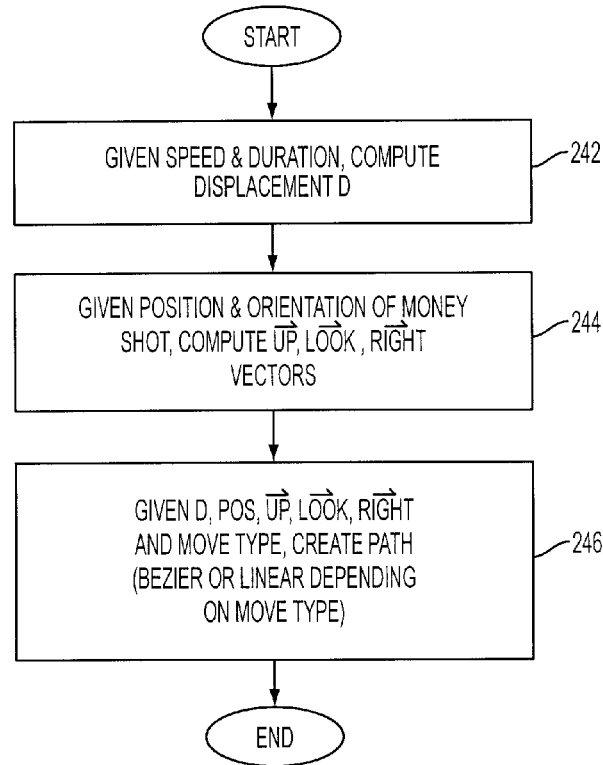 START
GIVEN SPEED & DURATION, COMPUTE
DISPLACEMENT D
242
GIVEN POSITION & ORIENTATION OF MONEY
SHOT, COMPUTE UP, LOOK , RIGHT
VECTORS
244
GIVEN D, POS, UP, LOOK, RIGHT
AND MOVE TYPE, CREATE PATH
(BEZIER OR LINEAR DEPENDING
ON MOVE TYPE)
246
END